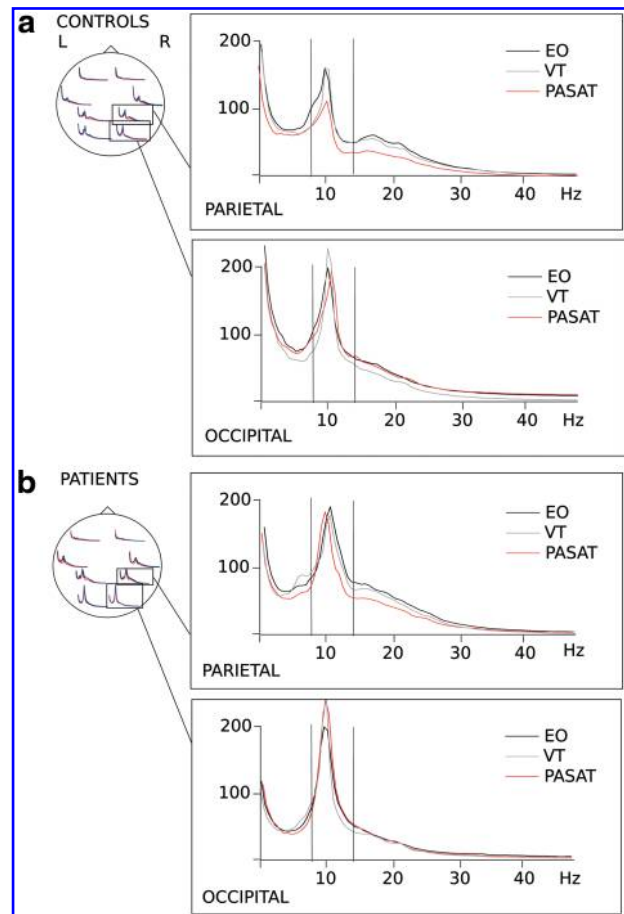 a CONTROLS
L R
200
100
EO
VT
PASAT
10 20 30 40 Hz
PARIETAL
200
100
EO
VT
PASAT
10 20 30 40 Hz
OCCIPITAL
b PATIENTS
200
100
EO
VT
PASAT
10 20 30 40 Hz
PARIETAL
200
100
EO
VT
PASAT
10 20 30 40 Hz
OCCIPITAL